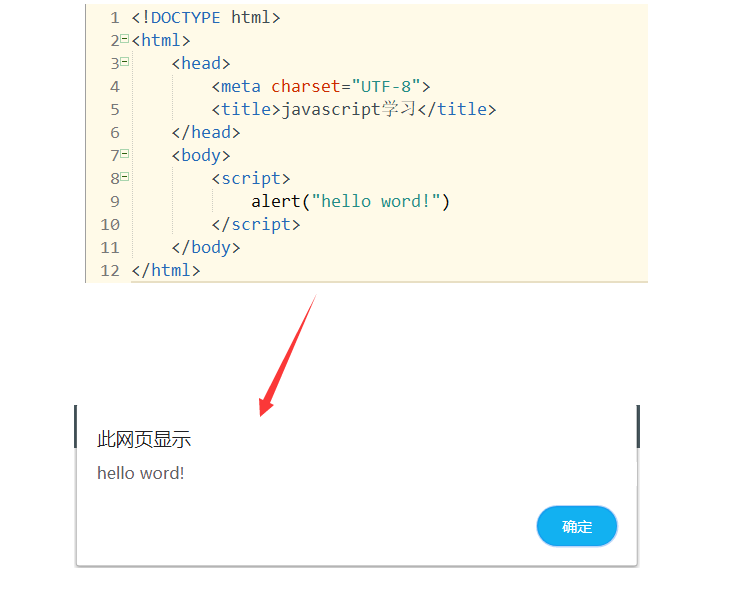 1 <!DOCTYPE html>
2 <html>
3     <head>
4         <meta charset="UTF-8">
5         <title>javascript学习</title>
6     </head>
7     <body>
8         <script>
9             alert("hello word!")
10         </script>
11     </body>
12 </html>
此网页显示
hello word!
确定